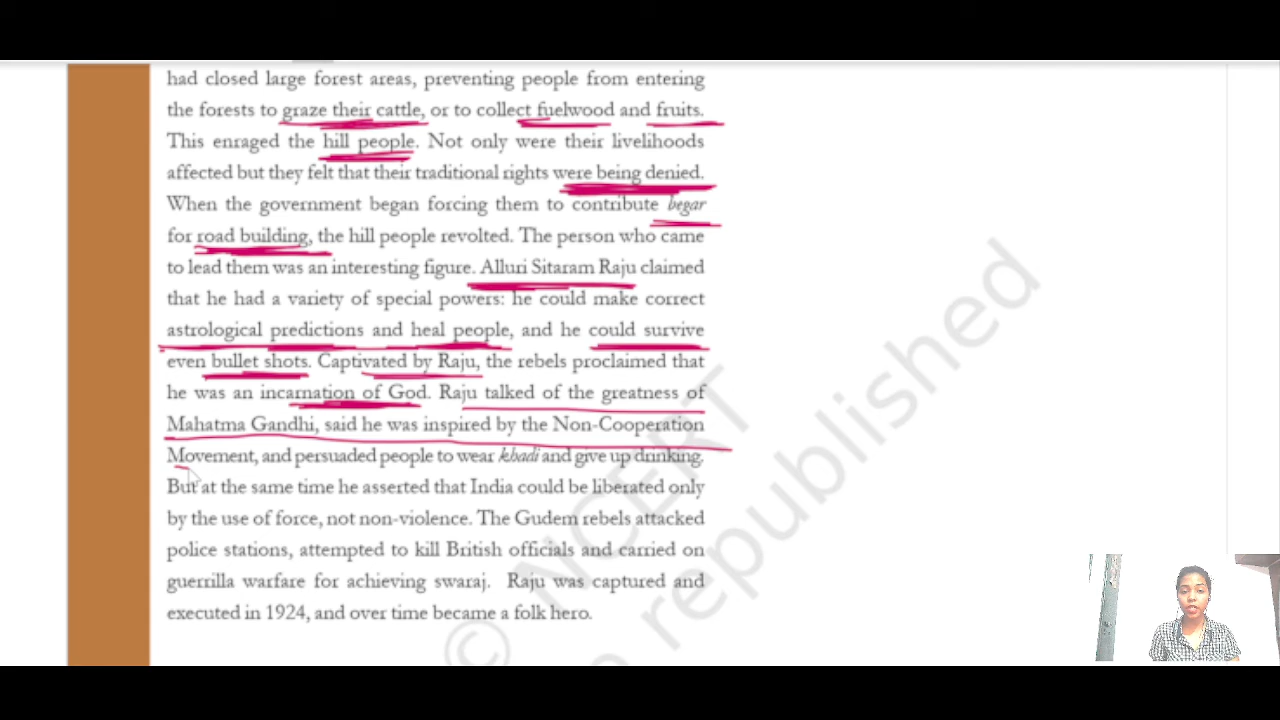 had closed large forest areas, preventing people from entering
the forests to graze their cattle, or to collect fuelwood and fruits.
This enraged the hill people. Not only were their livelihoods
affected but they felt that their traditional rights were being denied.
When the government began forcing them to contribute begar
for road building, the hill people revolted. The person who came
to lead them was an interesting figure. Alluri Sitaram Raju claimed
that he had a variety of special powers: he could make correct
astrological predictions and heal people, and he could survive
even bullet shots. Captivated by Raju, the rebels proclaimed that
he was an incarnation of God. Raju talked of the greatness of
Mahatma Gandhi, said he was inspired by the Non-Cooperation
Movement, and persuaded people to wear khadi and give up drinking.
But at the same time he asserted that India could be liberated only
by the use of force, not non-violence. The Gudem rebels attacked
police stations, attempted to kill British officials and carried on
guerrilla warfare for achieving swaraj. Raju was captured and
executed in 1924, and over time became a folk hero.
© NCERT
republished